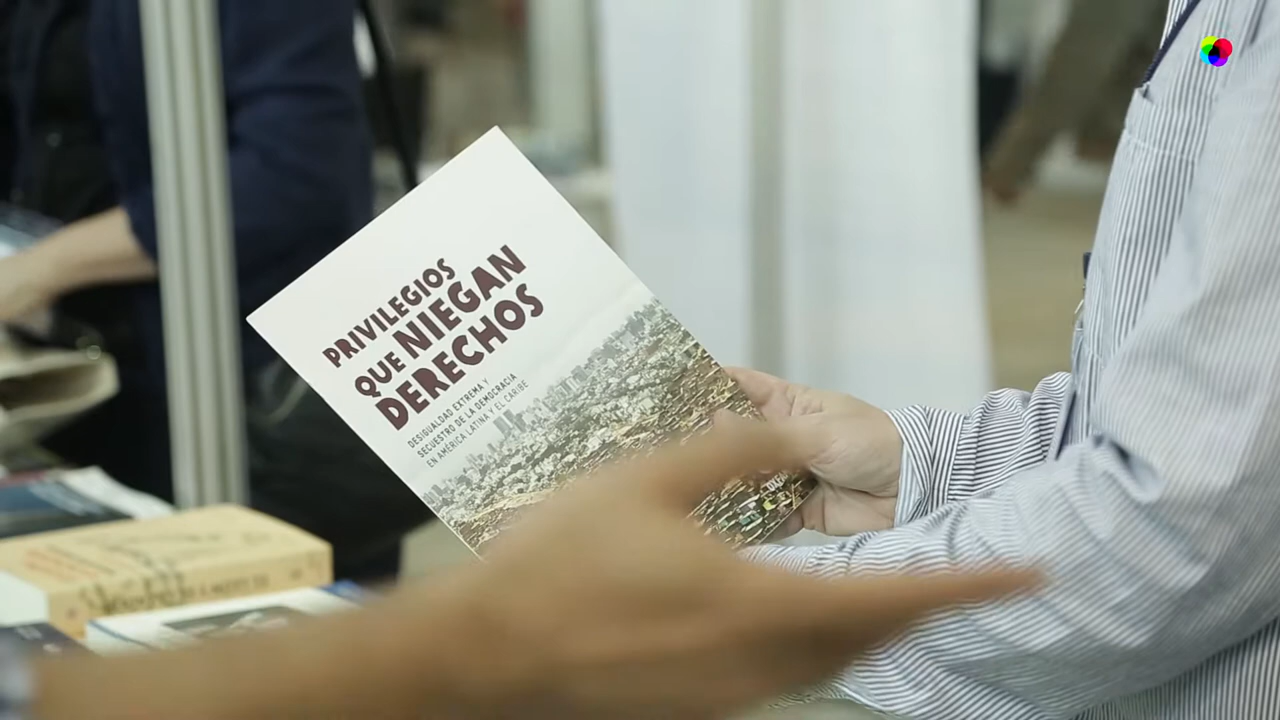 PRIVILEGIOS
QUE NIEGAN
DERECHOS
DESIGUALDAD EXTREMA Y
SECUESTRO DE LA DEMOCRACIA
EN AMÉRICA LATINA Y EL CARIBE